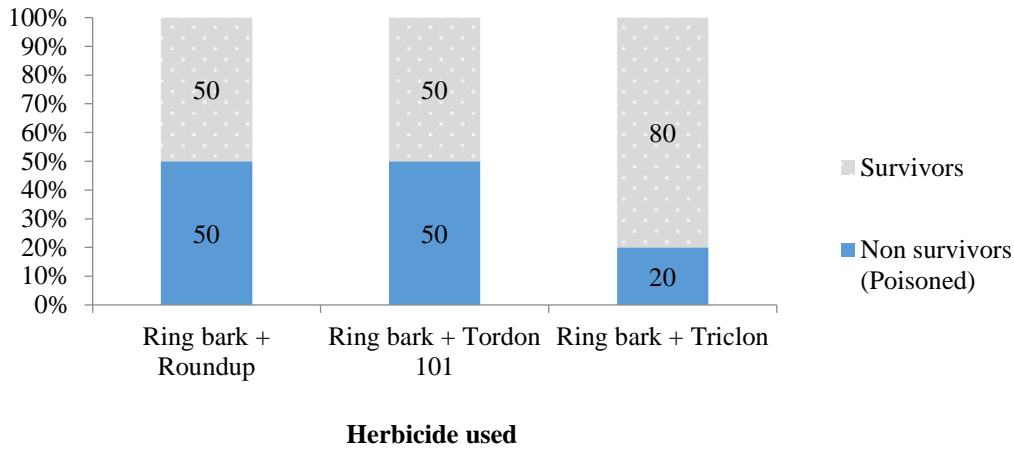 100%
90%
80%
70%
60%
50%
40%
30%
20%
10%
0%
50
50
80
50
50
20
Ring bark +
Roundup
Ring bark + Tordon
101
Ring bark + Triclon
Herbicide used
Survivors
Non survivors
(Poisoned)